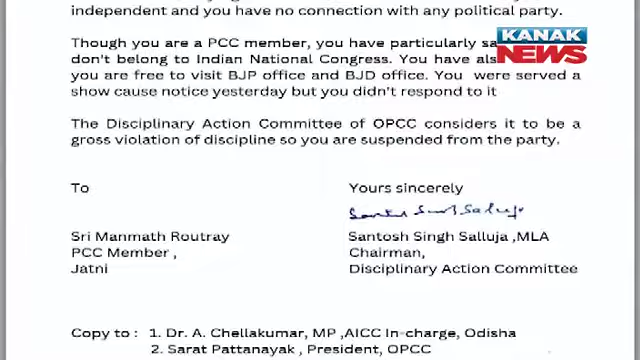 independent and you have no connection with any political party.
KANAK
NEWS
Though you are a PCC member, you have particularly
don't belong to Indian National Congress. You have
you are free to visit BJP office and BJD office. You were served a
show cause notice yesterday but you didn't respond to it
The Disciplinary Action Committee of OPCC considers it to be a
gross violation of discipline so you are suspended from the party.
To
Yours sincerely
Sri Manmath Routray
PCC Member ,
Jatni
Santosh Singh Salluja ,MLA
Chairman,
Disciplinary Action Committee
Copy to : 1. Dr. A. Chellakumar, MP ,AICC In-charge, Odisha
2. Sarat Pattanayak , President, OPCC